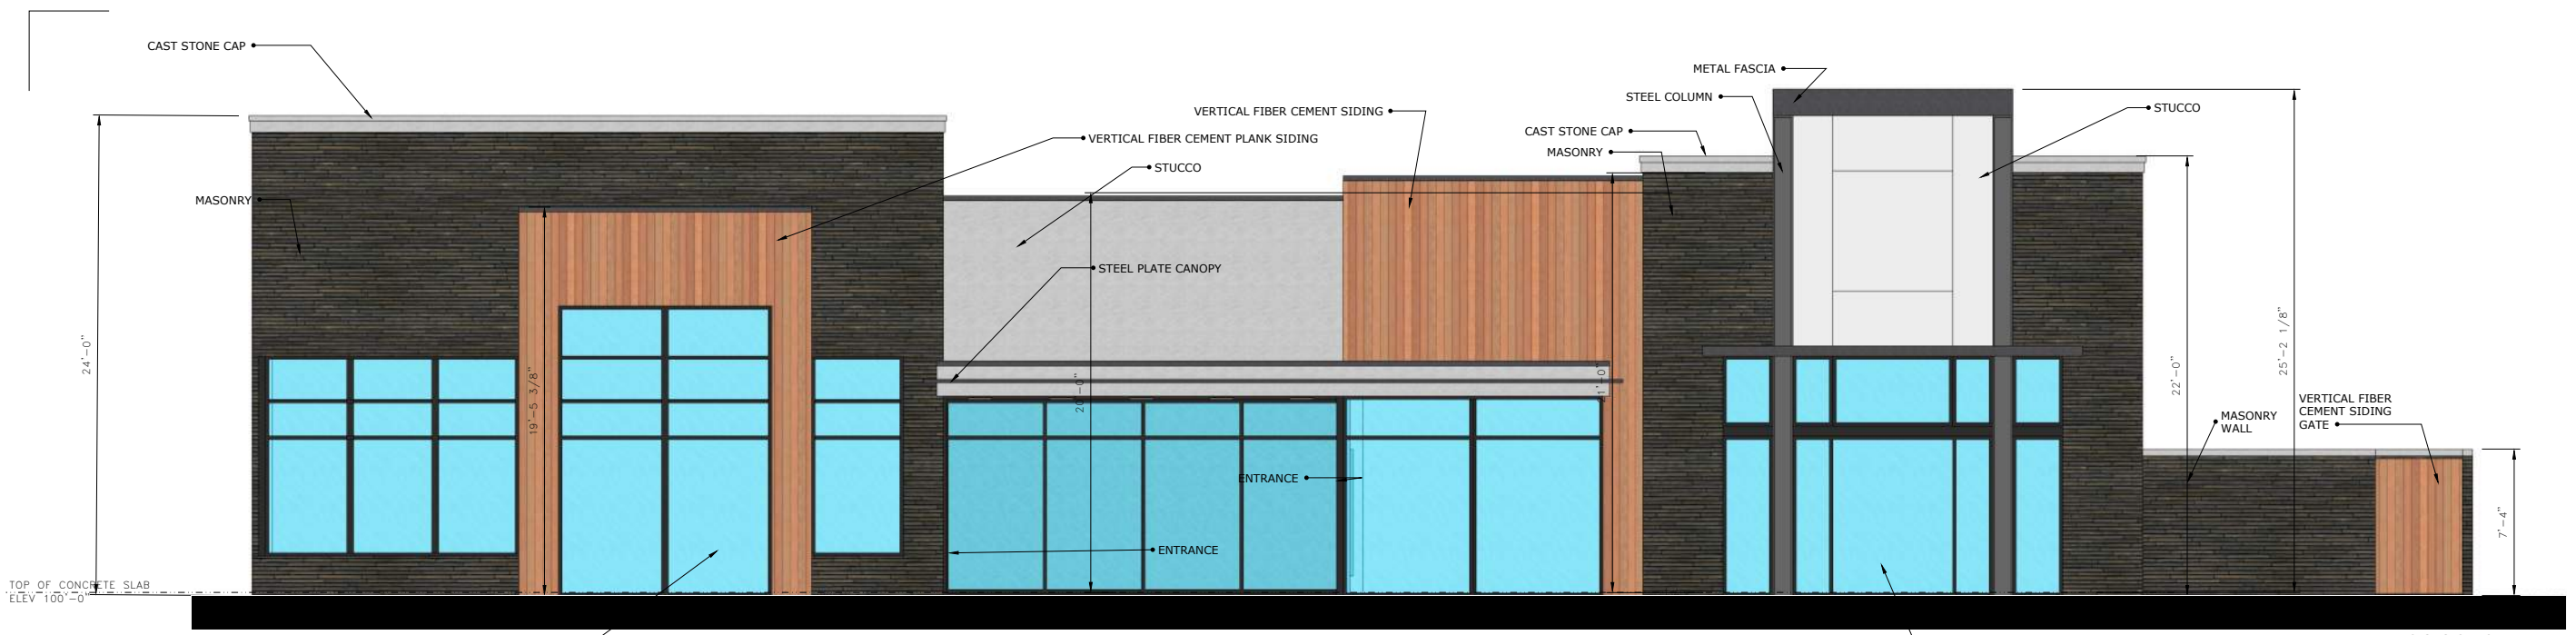 CAST STONE CAP
METAL FASCIA
STEEL COLUMN
STUCCO
VERTICAL FIBER CEMENT SIDING
CAST STONE CAP
VERTICAL FIBER CEMENT PLANK SIDING
MASONRY
STUCCO
MASONRY
STEEL PLATE CANOPY
24'-0"
19'-5 3/8"
20'-0"
1'-0"
22'-0"
25'-2 1/8"
VERTICAL FIBER
CEMENT SIDING
GATE
MASONRY
WALL
ENTRANCE
7'-4"
ENTRANCE
TOP OF CONCRETE SLAB
ELEV 100'-0"